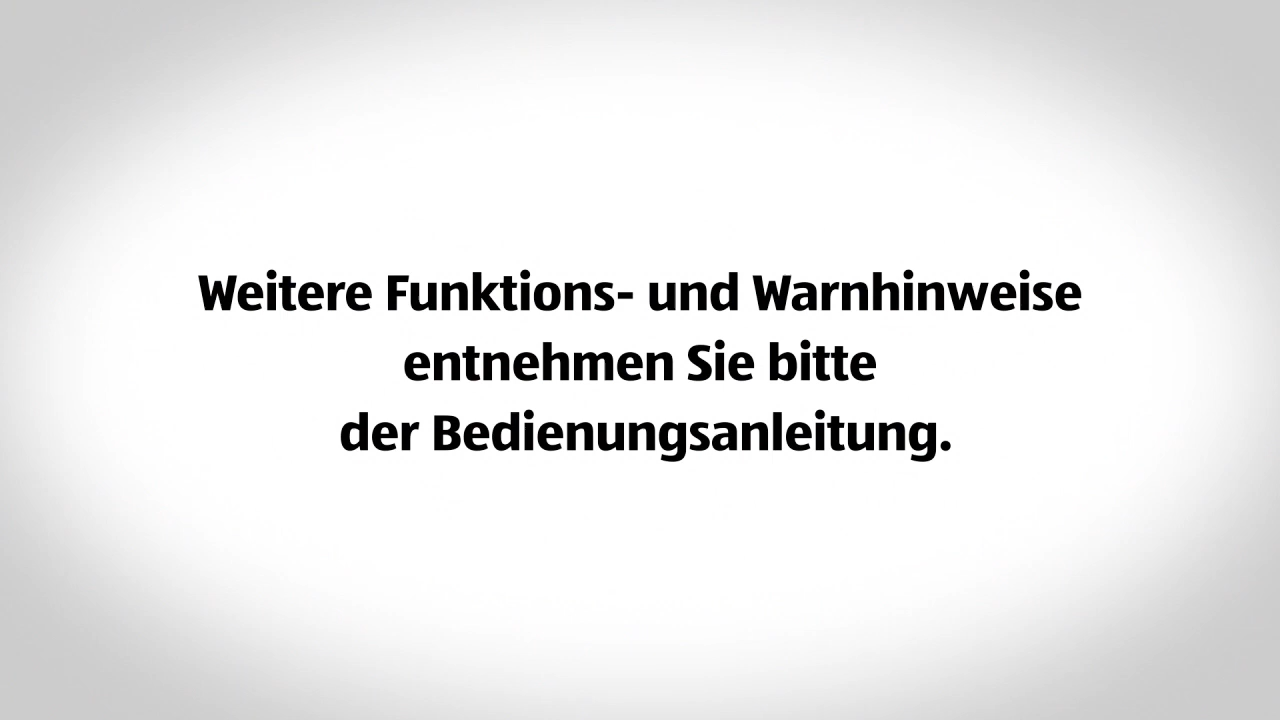 Weitere Funktions- und Warnhinweise
entnehmen Sie bitte
der Bedienungsanleitung.